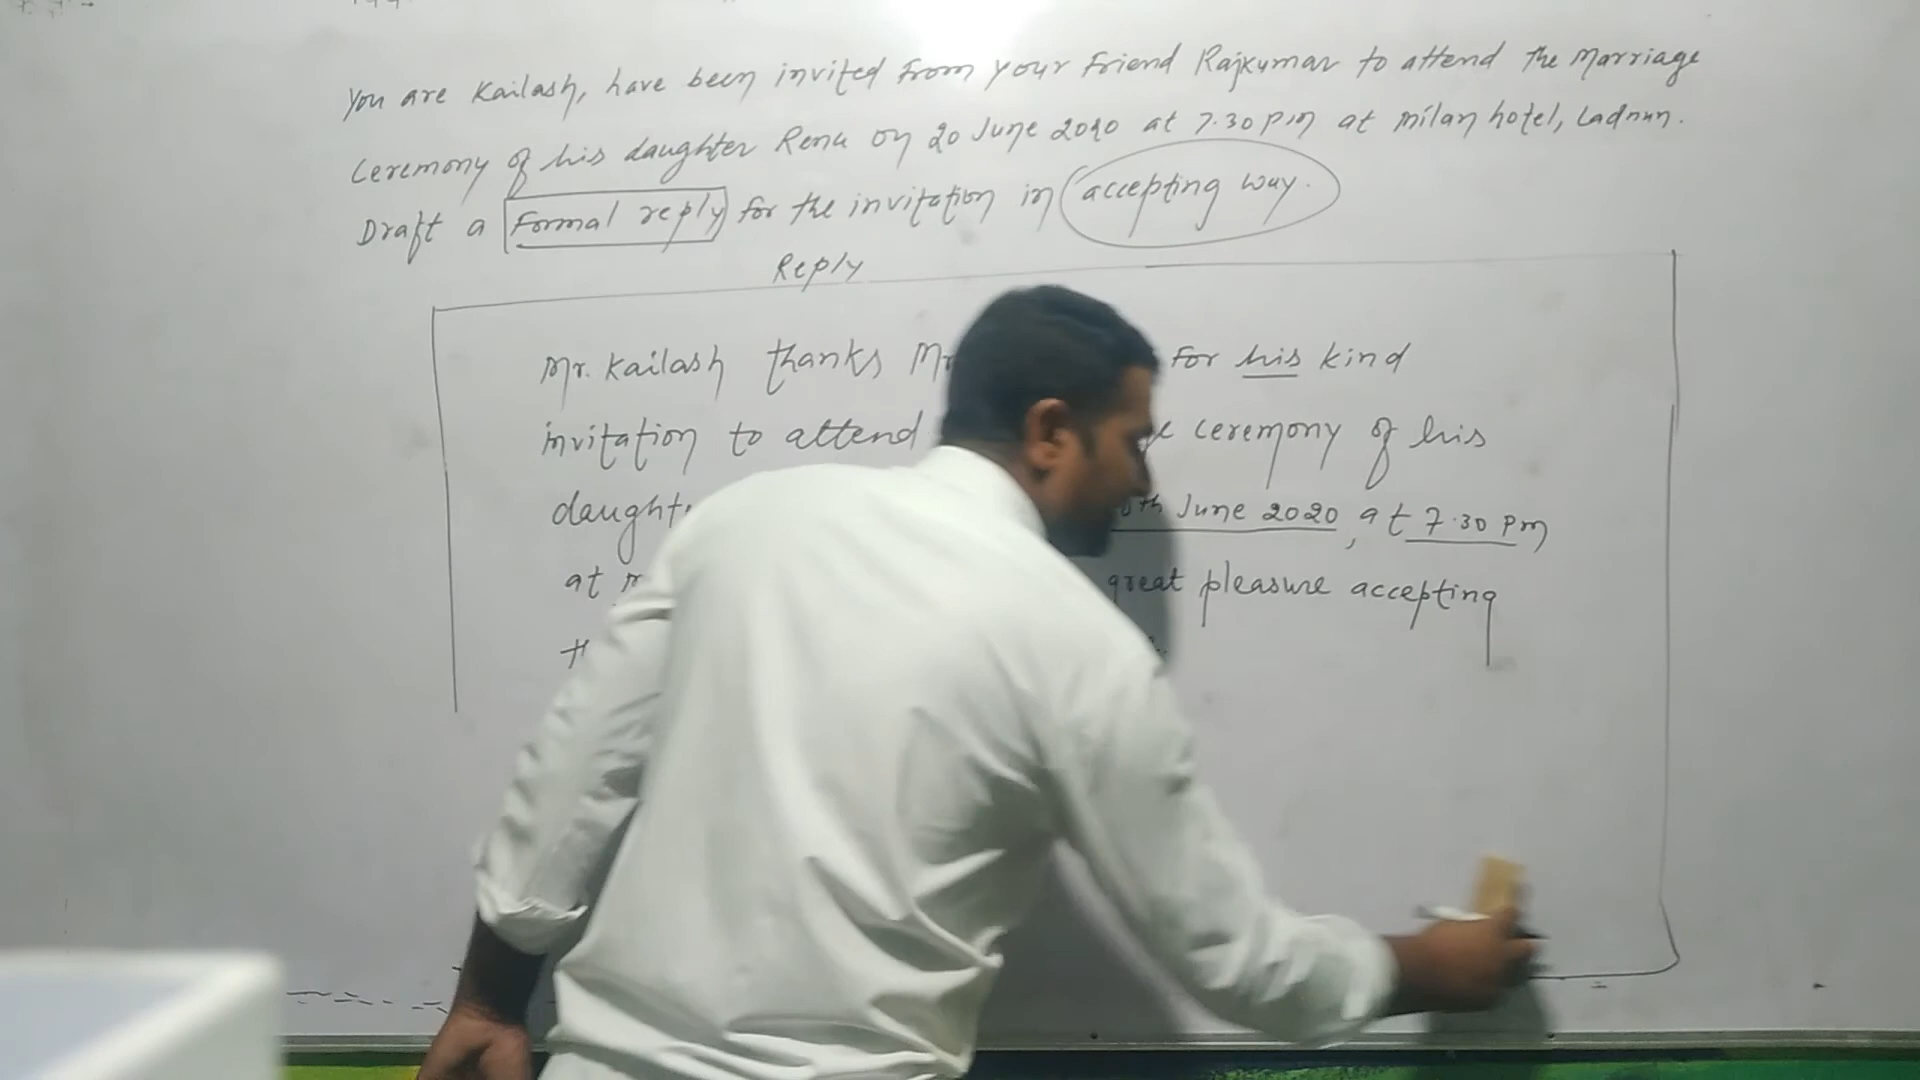 You are Kailash, have been invited from your friend Rajkumar to attend the Marriage
Ceremony of his daughter Renu on 20 June 2020 at 7.30 pm at milan hotel, Ladnun.
Draft a Formal reply for the invitation in accepting way.
Reply
Mr. Kailash thanks Mr for his kind
invitation to attend ceremony of his
daught June 2020, at 7.30 Pm
at great pleasure accepting